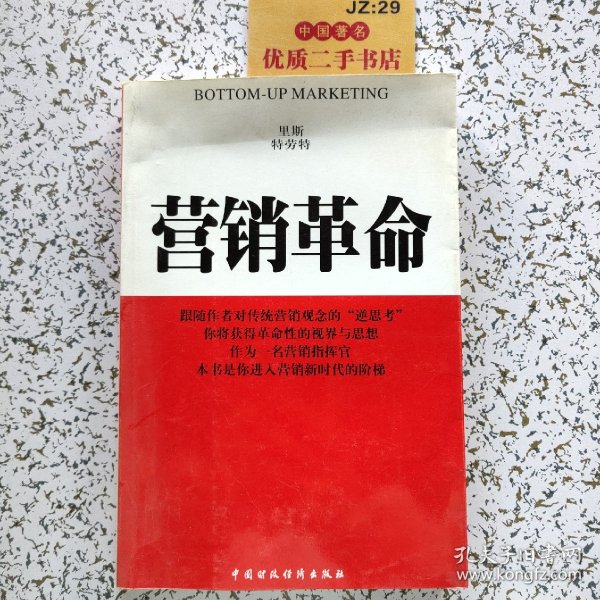 JZ:29
中国著名
优质二手书店
BOTTOM-UP MARKETING
里斯
特劳特
营销革命
跟随作者对传统营销观念的“逆思考”
你将获得革命性的视界与思想
作为一名营销指挥官
本书是你进入营销新时代的阶梯
中国财政经济出版社
孔夫子旧书网
www.kongfz.com